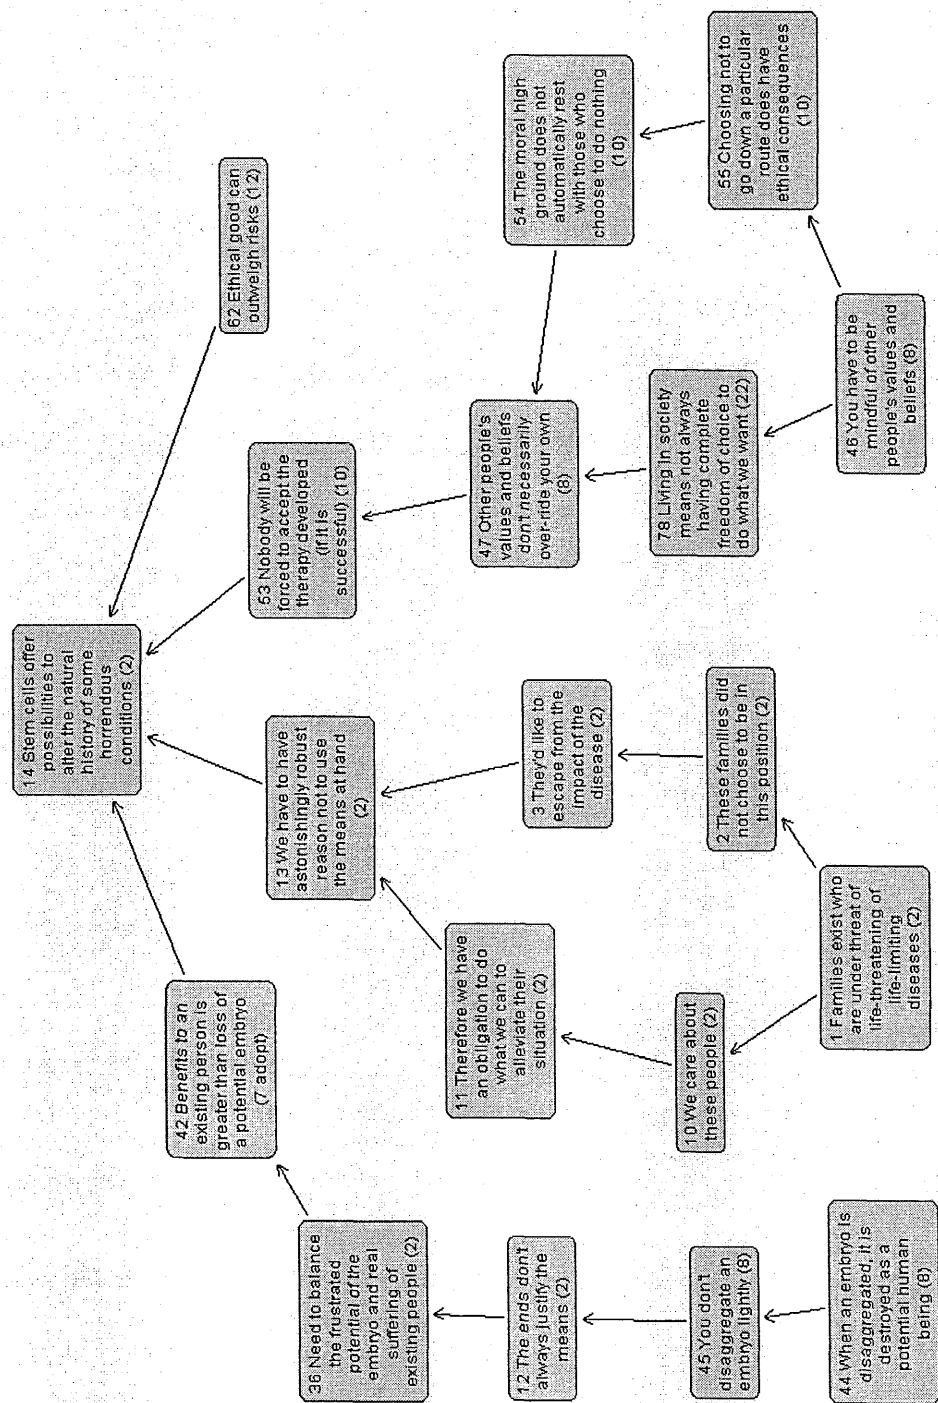 14 Stem cells offer
possibilities to
alter the natural
history of some
horrendous
conditions (2)
42 Benefits to an
existing person is
greater than loss of
a potential embryo
(7 adopt)
13 We have to have
astonishingly robust
reason not to use
the means at hand
(2)
53 Nobody will be
forced to accept the
therapy developed
(if it is
successful) (10)
62 Ethical good can
outweigh risks (12)
36 Need to balance
the frustrated
potential of the
embryo and real
suffering of
existing people (2)
11 Therefore we have
an obligation to do
what we can to
alleviate their
situation (2)
3 They'd like to
escape from the
impact of the
disease (2)
47 Other people's
values and beliefs
don't necessarily
over-ride your own
(8)
54 The moral high
ground does not
automatically rest
with those who
choose to do nothing
(10)
12 The ends don't
always justify the
means (2)
10 We care about
these people (2)
2 These families did
not choose to be in
this position (2)
78 Living in society
means not always
having complete
freedom of choice to
do what we want (22)
55 Choosing not to
go down a particular
route does have
ethical consequences
(10)
45 You don't
disaggregate an
embryo lightly (8)
44 When an embryo is
disaggregated, it is
destroyed as a
potential human
being (8)
1 Families exist who
are under threat of
life-threatening of
life-limiting
diseases (2)
46 You have to be
mindful of other
people's values and
beliefs (8)